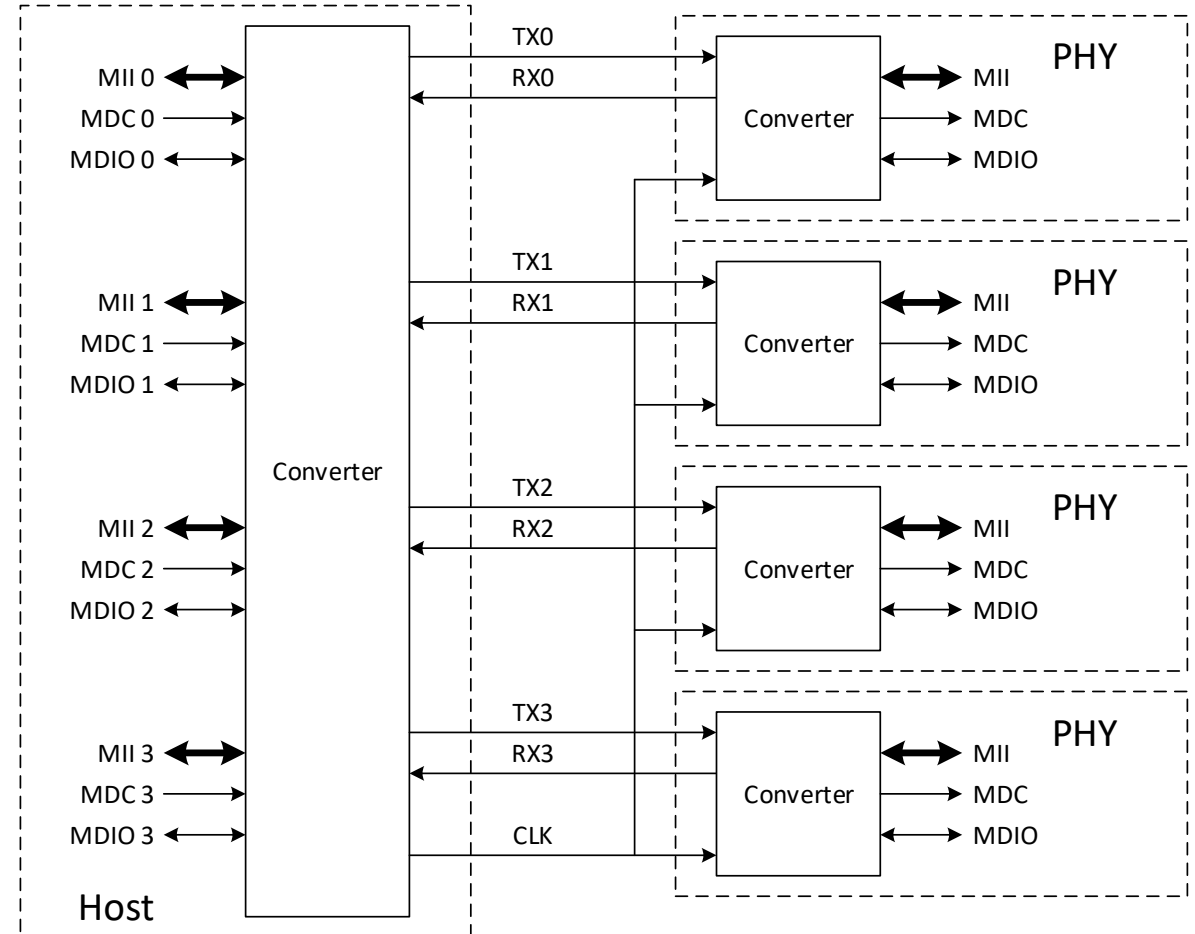 TX0
PHY
MII 0
RX0
MII
MDC 0
Converter
MDC
MDIO 0
MDIO
TX1
PHY
MII 1
RX1
MII
MDC 1
Converter
MDC
MDIO 1
MDIO
Converter
TX2
PHY
MII 2
RX2
MII
MDC 2
Converter
MDC
MDIO 2
MDIO
TX3
PHY
MII 3
RX3
MII
MDC 3
Converter
MDC
MDIO 3
CLK
MDIO
Host